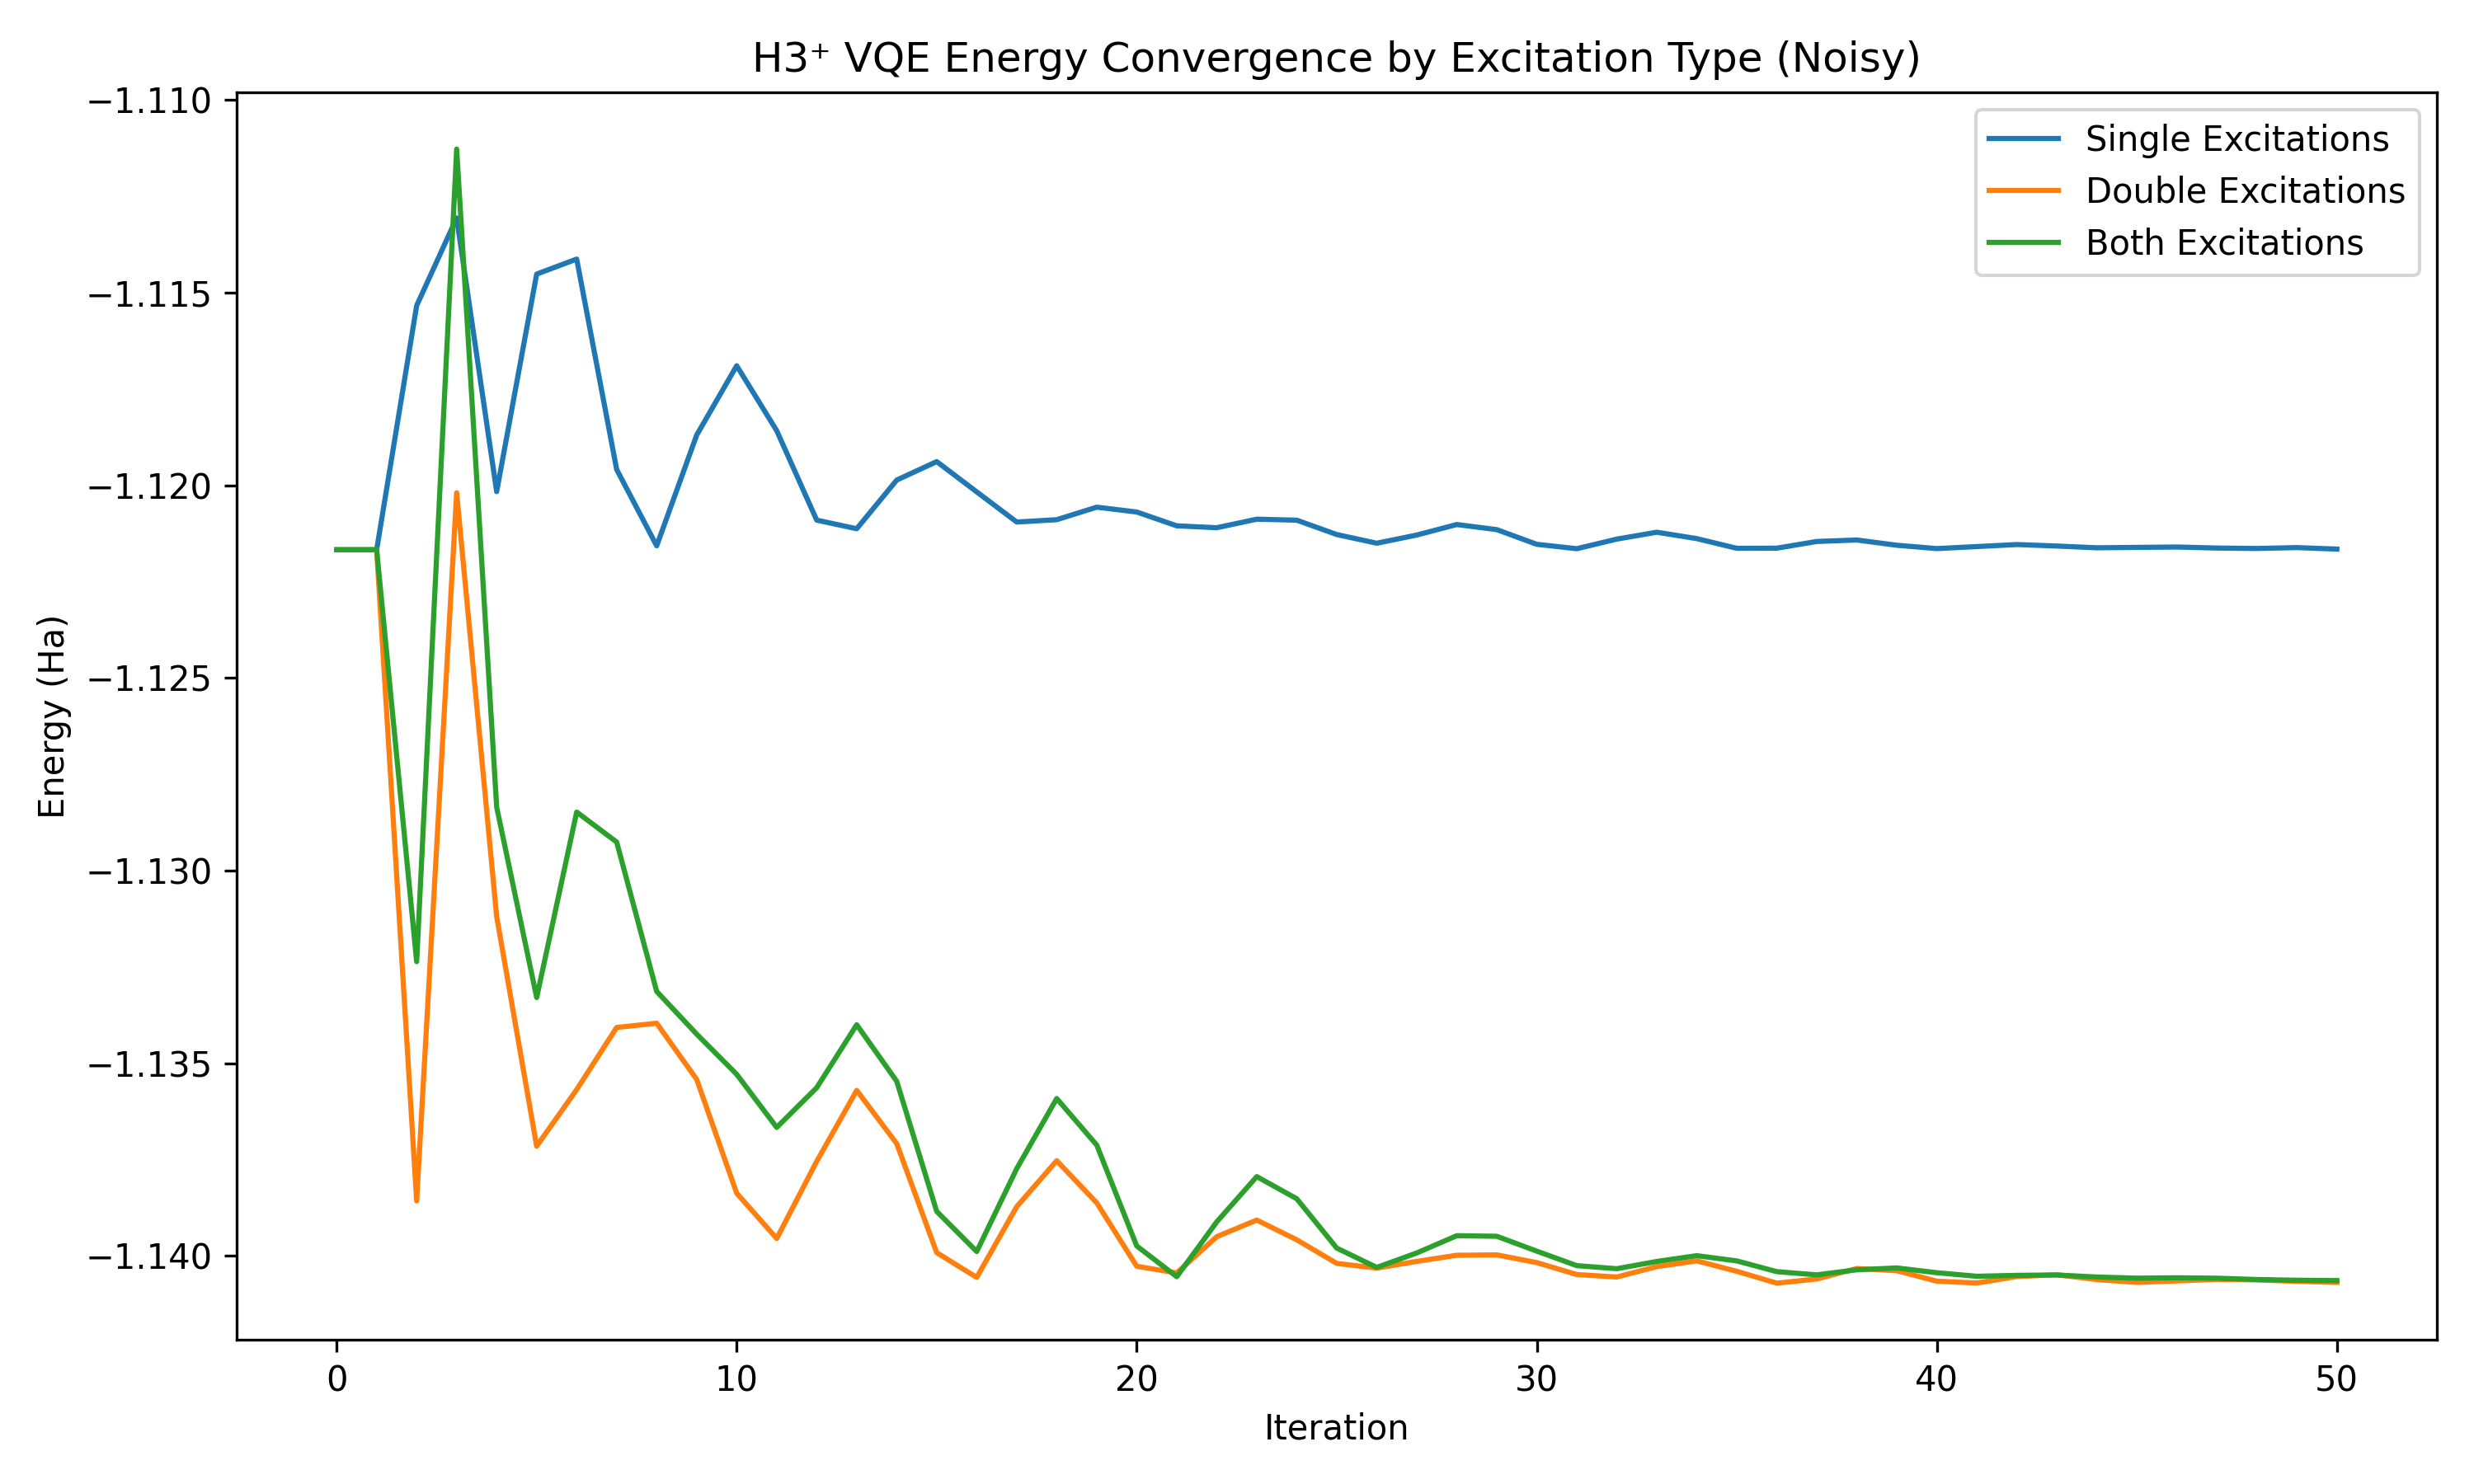 H3⁺ VQE Energy Convergence by Excitation Type (Noisy)
Single Excitations
Double Excitations
Both Excitations
Energy (Ha)
−1.110
−1.115
−1.120
−1.125
−1.130
−1.135
−1.140
0 10 20 30 40 50
Iteration